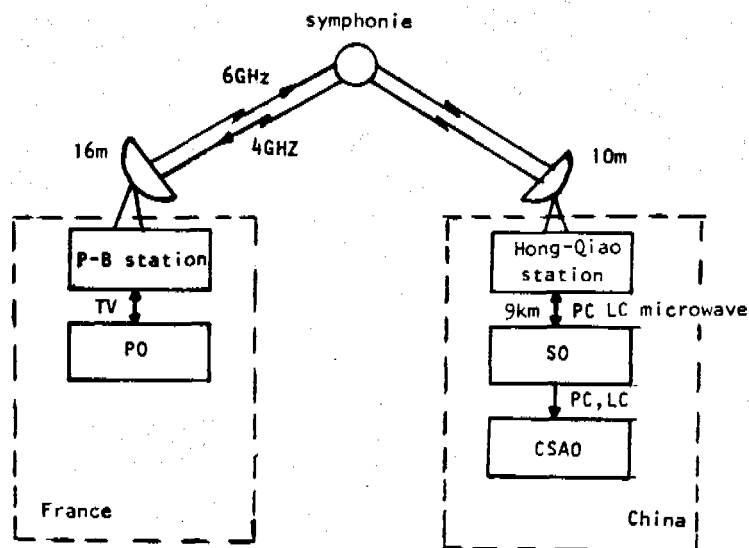 symphonie
6GHz
4GHZ
16m
10m
P-B station
TV
PO
France
Hong-Qiao
station
9km PC LC microwave
SO
PC,LC
CSAO
China